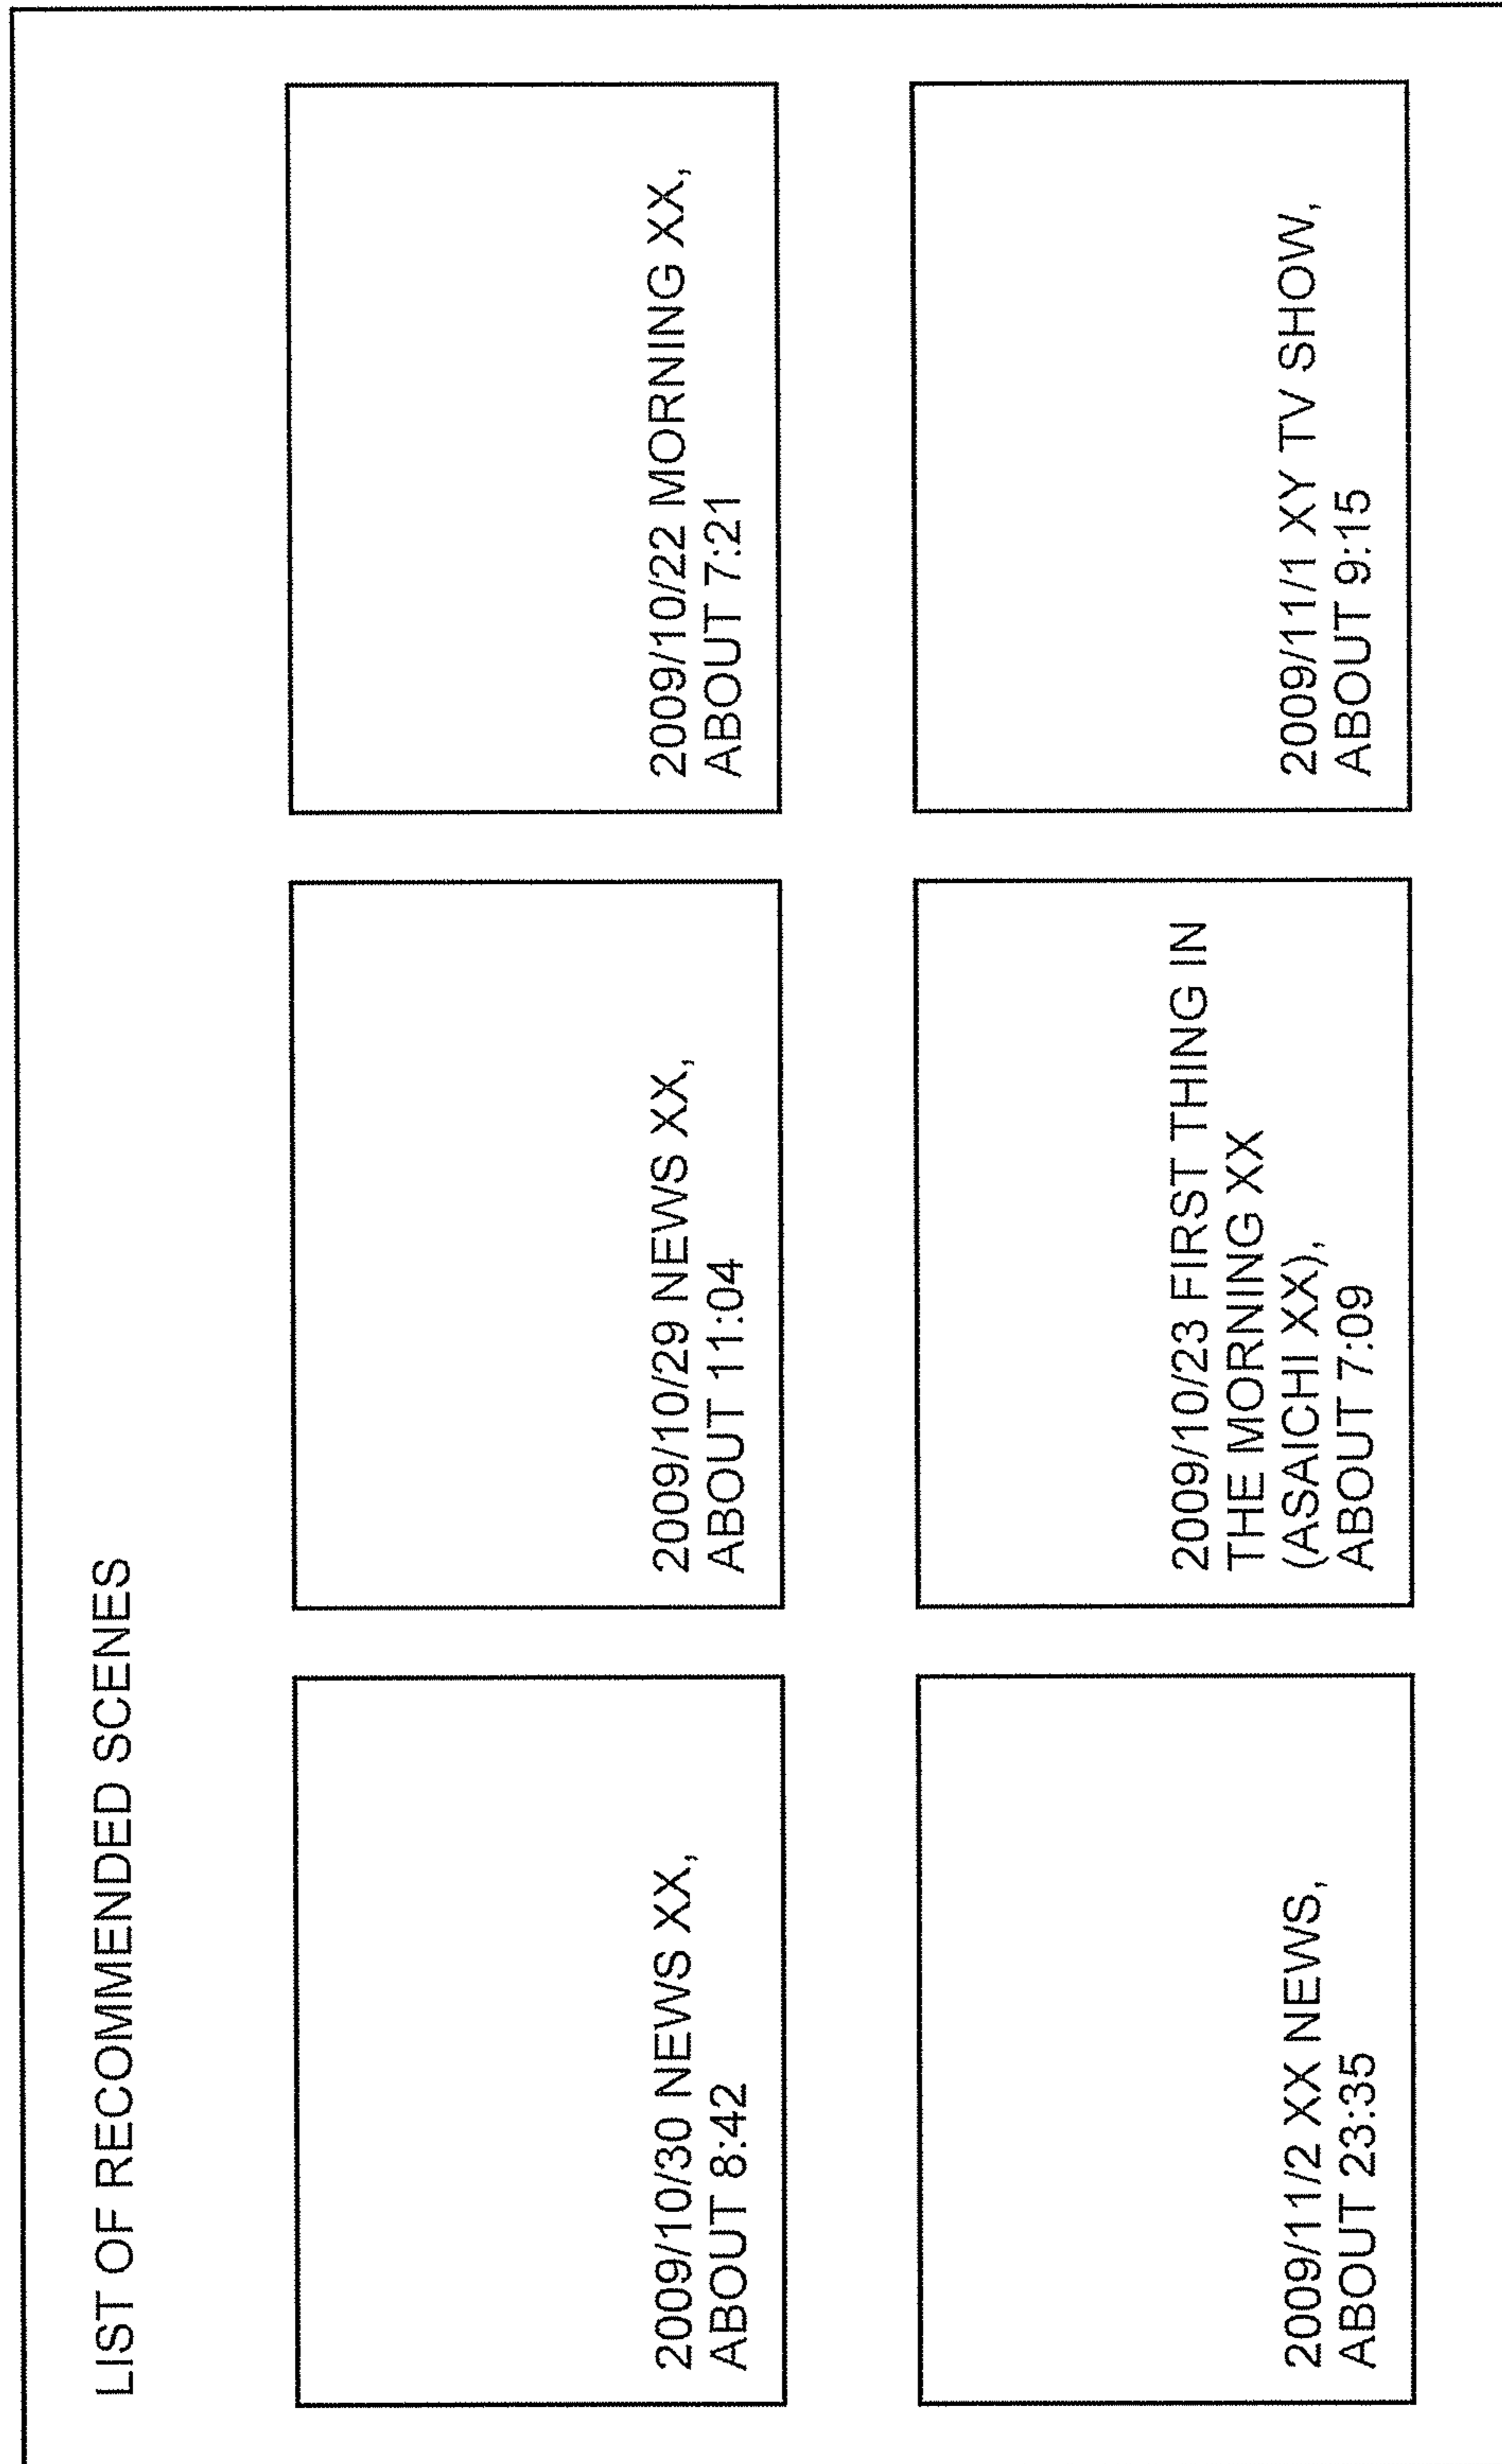 LIST OF RECOMMENDED SCENES
2009/10/30 NEWS XX,
ABOUT 8:42
2009/10/29 NEWS XX,
ABOUT 11:04
2009/10/22 MORNING XX,
ABOUT 7:21
2009/11/2 XX NEWS,
ABOUT 23:35
2009/10/23 FIRST THING IN
THE MORNING XX
(ASAICHI XX),
ABOUT 7:09
2009/11/1 XY TV SHOW,
ABOUT 9:15